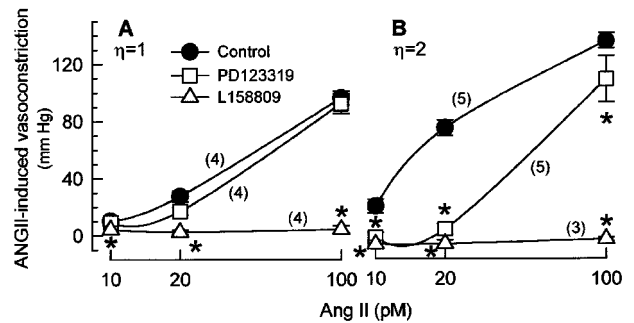 A
η=1
Control
PD123319
L158809
B
η=2
ANGII-induced vasoconstriction
(mm Hg)
120
80
40
0
(4)
(4)
(4)
*
*
*
(5)
(5)
(3)
*
*
*
*
*
*
*
10
20
100
10
20
100
Ang II (pM)